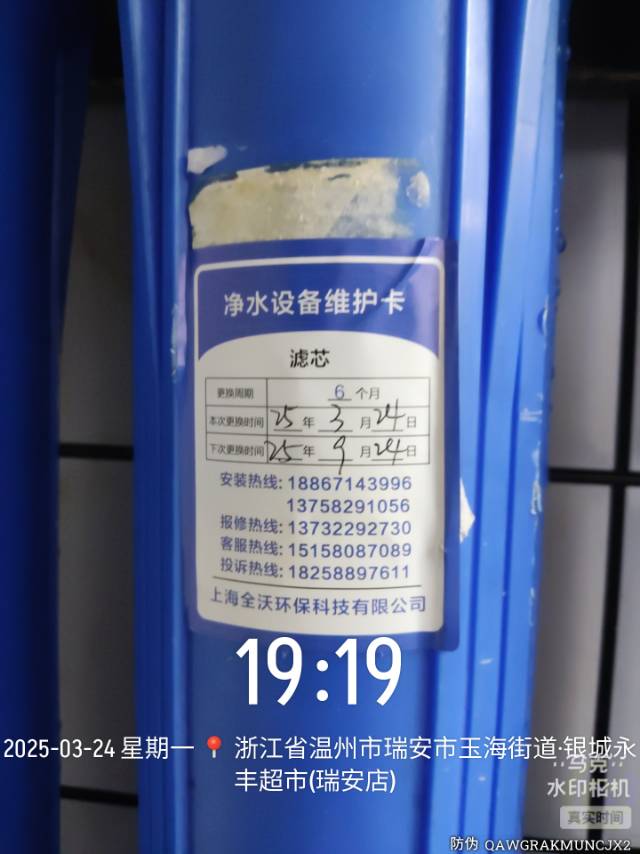 净水设备维护卡
滤芯
更换周期 6 个月
本次更换时间 25 年 3 月 24 日
下次更换时间 25 年 9 月 24 日
安装热线: 18867143996
13758291056
报修热线: 13732292730
客服热线: 15158087089
投诉热线: 18258897611
上海全沃环保科技有限公司
19:19
2025-03-24 星期一 浙江省温州市瑞安市玉海街道·银城永
丰超市(瑞安店)
马克
水印相机
真实时间
防伪 QAWGRAKMUNCJX2